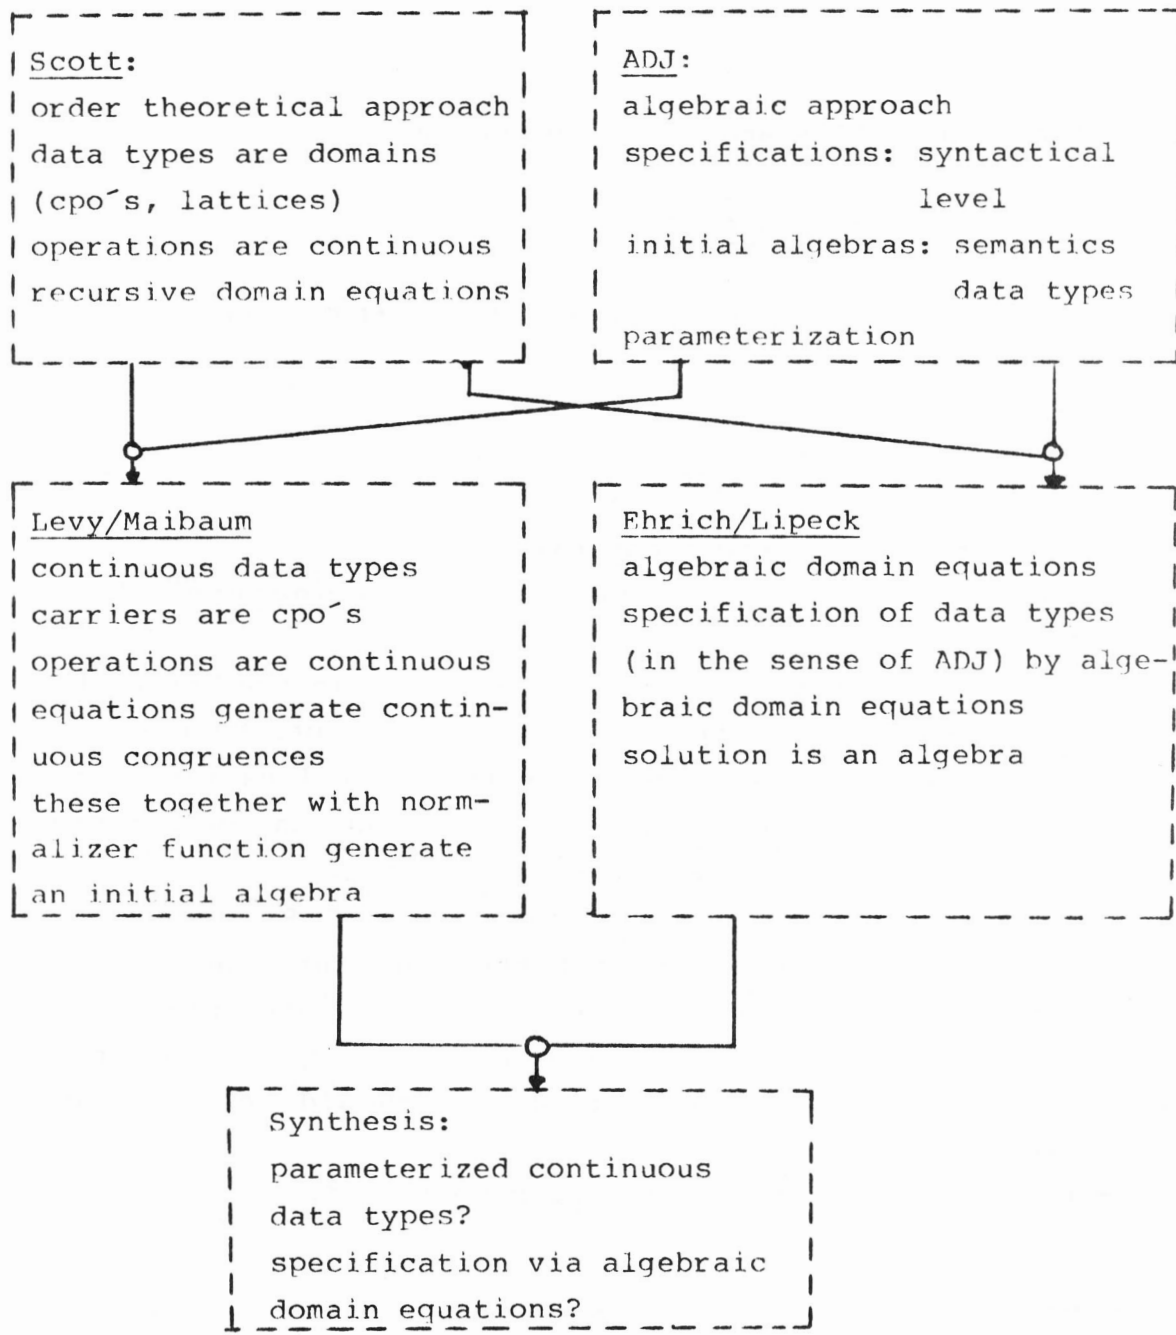 Scott:
order theoretical approach
data types are domains
(cpo´s, lattices)
operations are continuous
recursive domain equations
ADJ:
algebraic approach
specifications: syntactical
level
initial algebras: semantics
data types
parameterization
Levy/Maibaum
continuous data types
carriers are cpo´s
operations are continuous
equations generate contin-
uous congruences
these together with norm-
alizer function generate
an initial algebra
Ehrich/Lipeck
algebraic domain equations
specification of data types
(in the sense of ADJ) by alge-
braic domain equations
solution is an algebra
Synthesis:
parameterized continuous
data types?
specification via algebraic
domain equations?